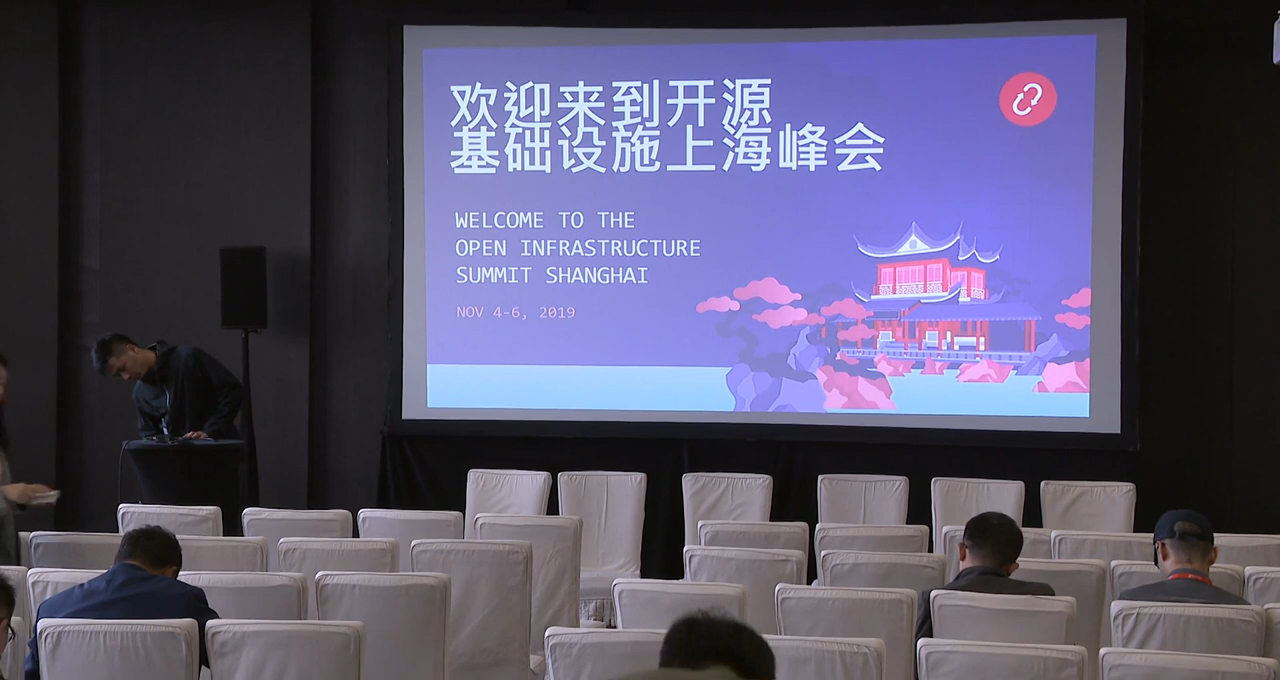 欢迎来到开源
基础设施上海峰会
WELCOME TO THE
OPEN INFRASTRUCTURE
SUMMIT SHANGHAI
NOV 4-6, 2019